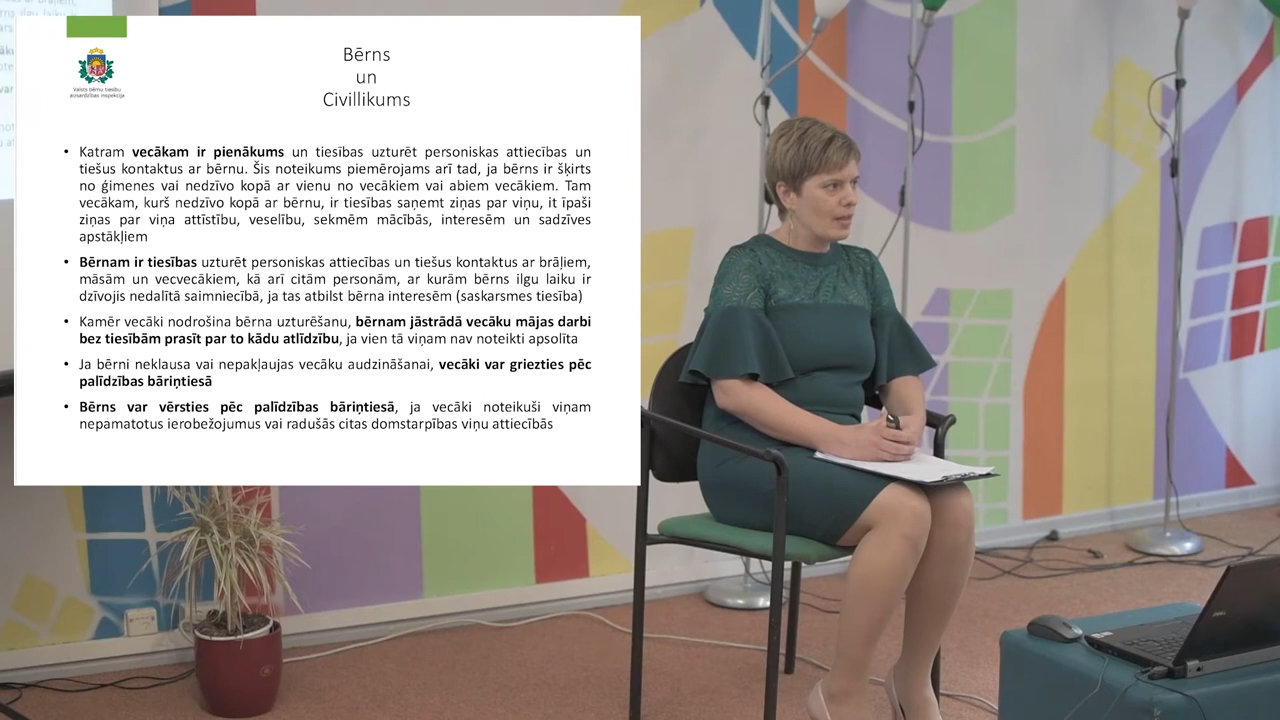 Valsts bērnu tiesību
aizsardzības inspekcija
Bērns
un
Civillikums
• Katram vecākam ir pienākums un tiesības uzturēt personiskas attiecības un
tiešus kontaktus ar bērnu. Šis noteikums piemērojams arī tad, ja bērns ir šķirts
no ģimenes vai nedzīvo kopā ar vienu no vecākiem vai abiem vecākiem. Tam
vecākam, kurš nedzīvo kopā ar bērnu, ir tiesības saņemt ziņas par viņu, it īpaši
ziņas par viņa attīstību, veselību, sekmēm mācībās, interesēm un sadzīves
apstākļiem
• Bērnam ir tiesības uzturēt personiskas attiecības un tiešus kontaktus ar brāļiem,
māsām un vecvecākiem, kā arī citām personām, ar kurām bērns ilgu laiku ir
dzīvojis nedalītā saimniecībā, ja tas atbilst bērna interesēm (saskarsmes tiesība)
• Kamēr vecāki nodrošina bērna uzturēšanu, bērnam jāstrādā vecāku mājas darbi
bez tiesībām prasīt par to kādu atlīdzību, ja vien tā viņam nav noteikti apsolīta
• Ja bērni neklausa vai nepakļaujas vecāku audzināšanai, vecāki var griezties pēc
palīdzības bāriņtiesā
• Bērns var vērsties pēc palīdzības bāriņtiesā, ja vecāki noteikuši viņam
nepamatotus ierobežojumus vai radušās citas domstarpības viņu attiecībās